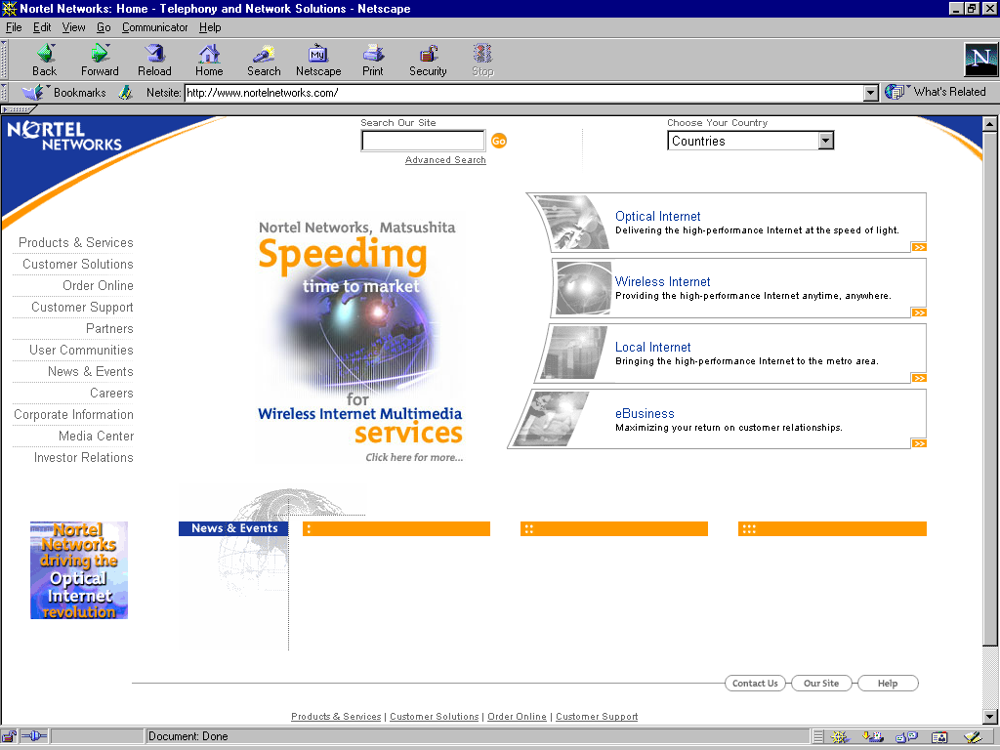 Nortel Networks: Home - Telephony and Network Solutions - Netscape
File Edit View Go Communicator Help
My
N
Back Forward Reload Home Search Netscape Print Security Stop
Bookmarks Netsite: http://www.nortelnetworks.com/ What's Related
NORTEL
NETWORKS
Search Our Site
Go
Advanced Search
Choose Your Country
Countries
Products & Services
Customer Solutions
Order Online
Customer Support
Partners
User Communities
News & Events
Careers
Corporate Information
Media Center
Investor Relations
Nortel Networks, Matsushita
Speeding
time to market
for
Wireless Internet Multimedia
services
Click here for more...
Optical Internet
Delivering the high-performance Internet at the speed of light.
Wireless Internet
Providing the high-performance Internet anytime, anywhere.
Local Internet
Bringing the high-performance Internet to the metro area.
eBusiness
Maximizing your return on customer relationships.
Nortel
Networks
driving the
Optical
Internet
revolution
News & Events
Contact Us Our Site Help
Products & Services | Customer Solutions | Order Online | Customer Support
Document: Done